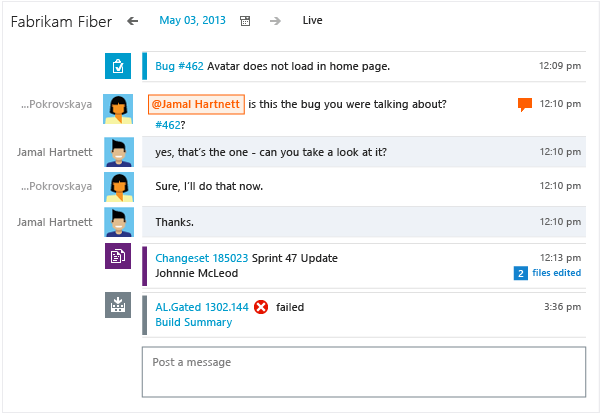 Fabrikam Fiber May 03, 2013 Live
Bug #462 Avatar does not load in home page. 12:09 pm
...Pokrovskaya @Jamal Hartnett is this the bug you were talking about? 12:10 pm
#462?
Jamal Hartnett yes, that's the one - can you take a look at it? 12:10 pm
...Pokrovskaya Sure, I'll do that now. 12:10 pm
Jamal Hartnett Thanks. 12:10 pm
Changeset 185023 Sprint 47 Update 12:13 pm
Johnnie McLeod 2 files edited
AL.Gated 1302.144 failed 3:36 pm
Build Summary
Post a message